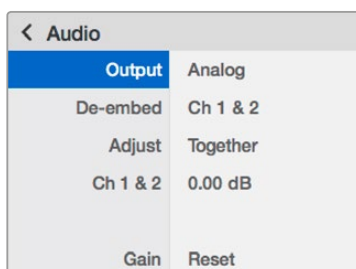 < Audio
Output Analog
De-embed Ch 1 & 2
Adjust Together
Ch 1 & 2 0.00 dB
Gain Reset